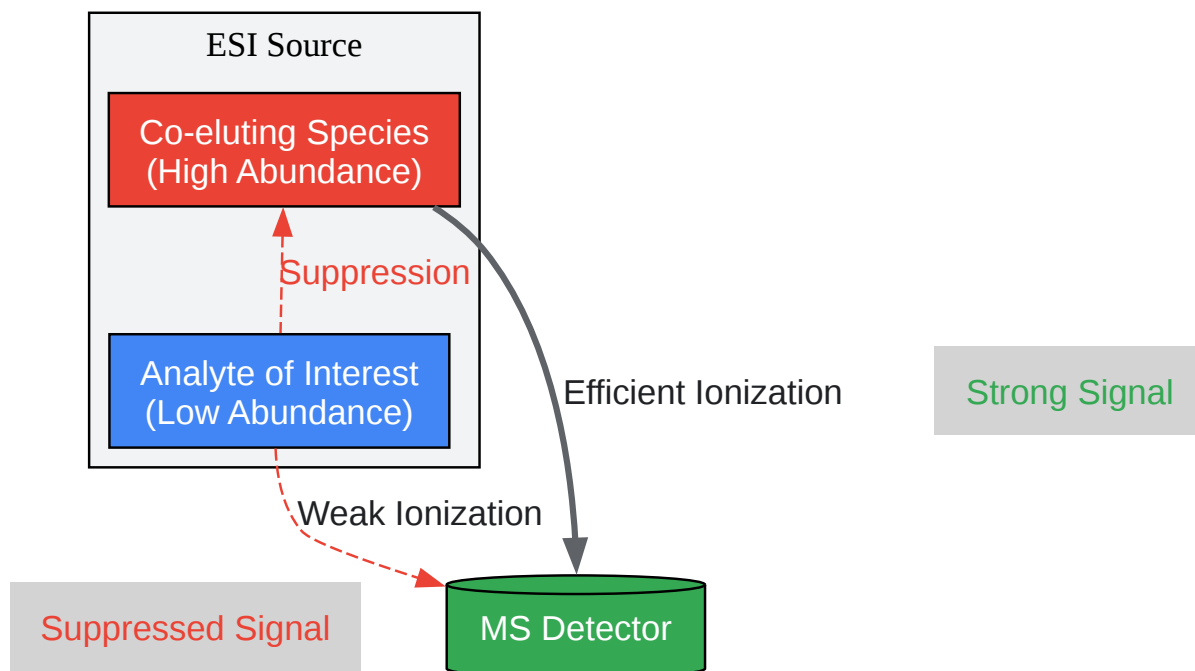 ESI Source
Co-eluting Species
(High Abundance)
Suppression
Analyte of Interest
(Low Abundance)
Efficient Ionization
Strong Signal
Weak Ionization
Suppressed Signal
MS Detector